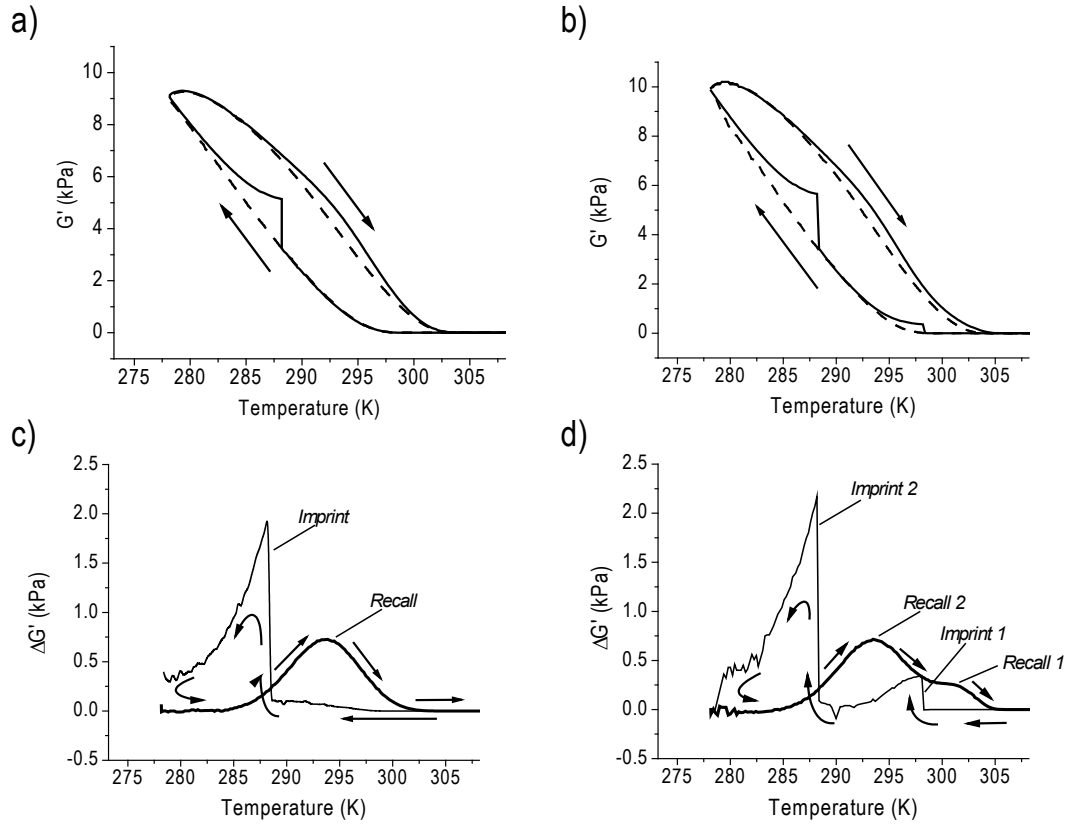 a)
10
8
6
4
2
0
G' (kPa)
275 280 285 290 295 300 305
Temperature (K)
b)
10
8
6
4
2
0
G' (kPa)
275 280 285 290 295 300 305
Temperature (K)
c)
2.5
2.0
1.5
1.0
0.5
0.0
-0.5
ΔG' (kPa)
Imprint
Recall
275 280 285 290 295 300 305
Temperature (K)
d)
2.5
2.0
1.5
1.0
0.5
0.0
-0.5
ΔG' (kPa)
Imprint 2
Recall 2
Imprint 1
Recall 1
275 280 285 290 295 300 305
Temperature (K)